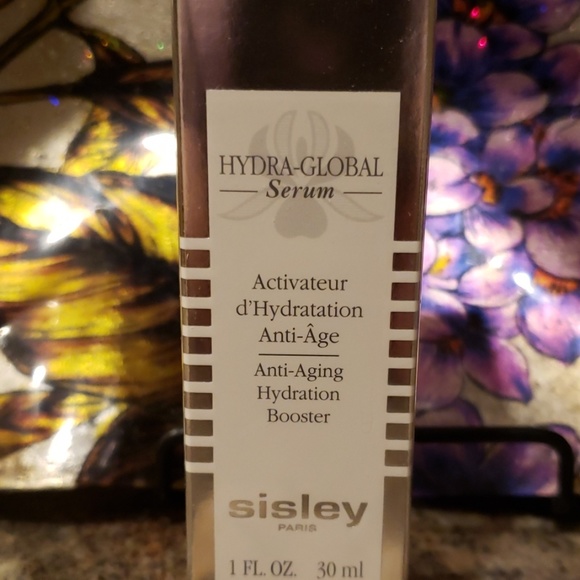 HYDRA-GLOBAL
Serum
Activateur
d'Hydratation
Anti-Âge
Anti-Aging
Hydration
Booster
sisley
PARIS
1 FL. OZ. 30 ml